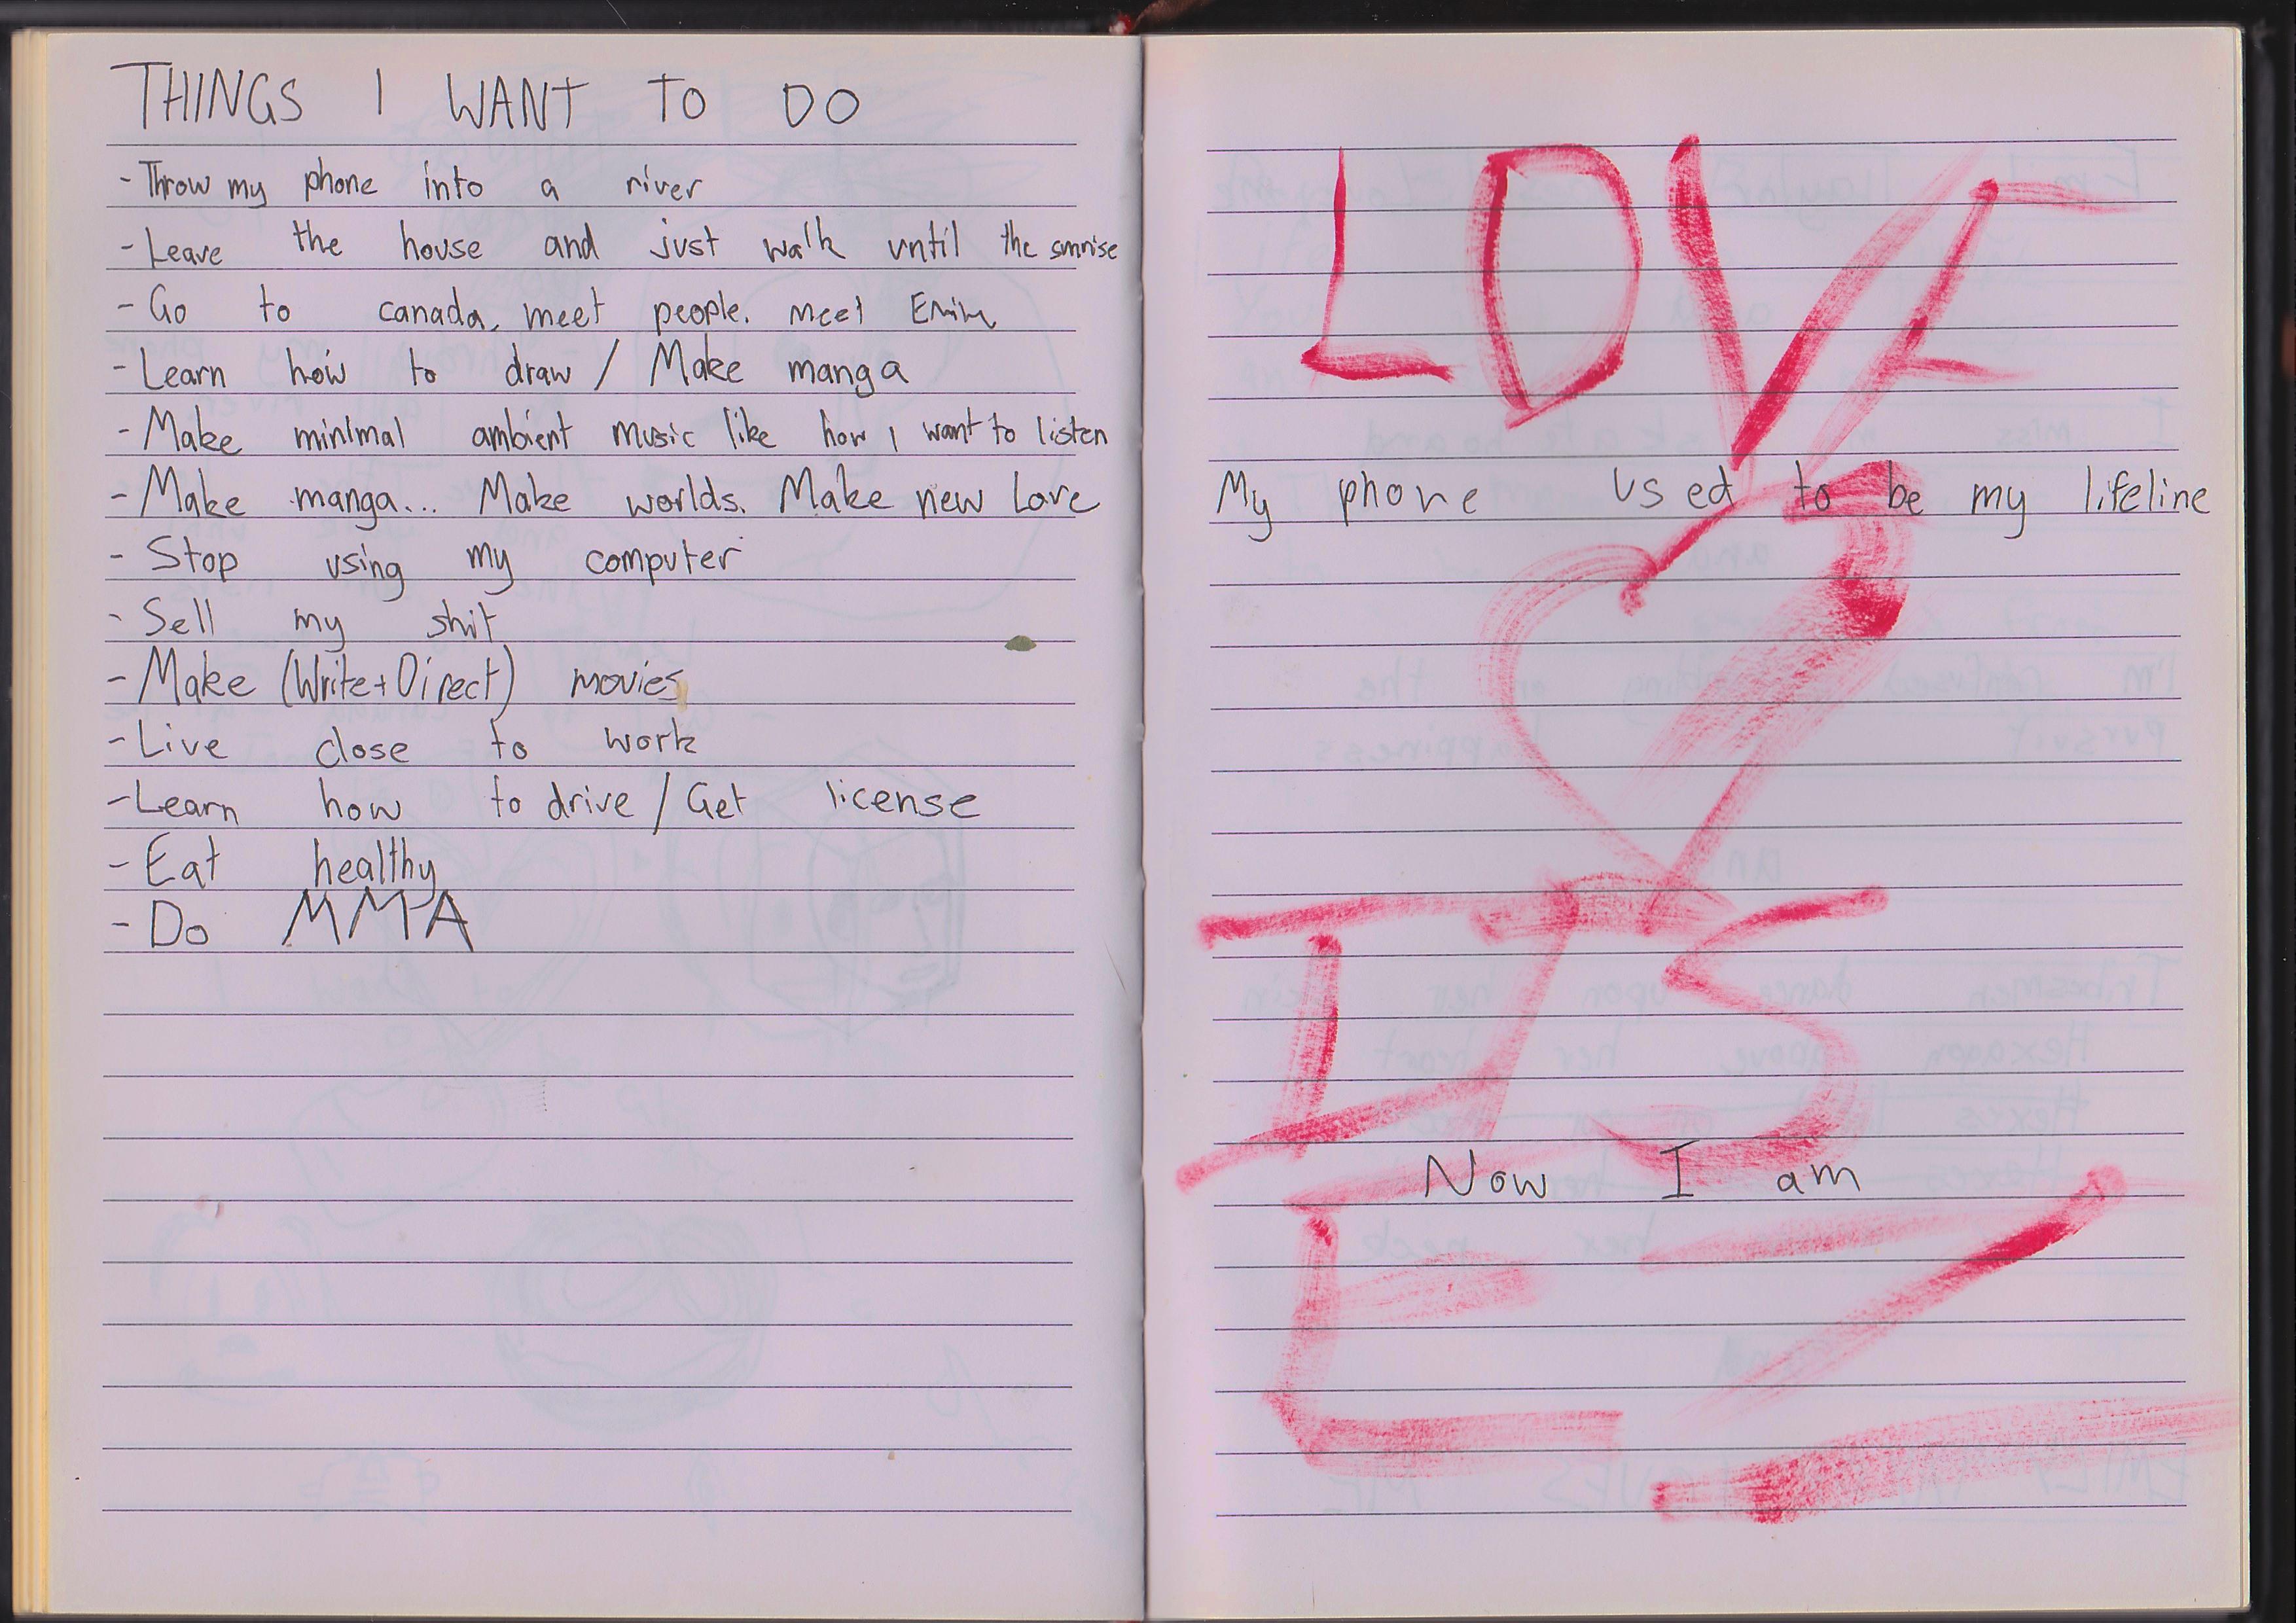 THINGS I WANT TO DO
- Throw my phone into a river
- Leave the house and just walk until the sunrise
- Go to canada, meet people. meet
- Learn how to draw / Make manga
- Make minimal ambient music like how I want to listen
- Make manga... Make worlds. Make new Love
- Stop using my computer
- Sell my shit
- Make (Write + Direct) movies
- Live close to work
- Learn how to drive / Get license
- Eat healthy
- Do MMA
LOVE
My phone used to be my lifeline
IS
Now I am